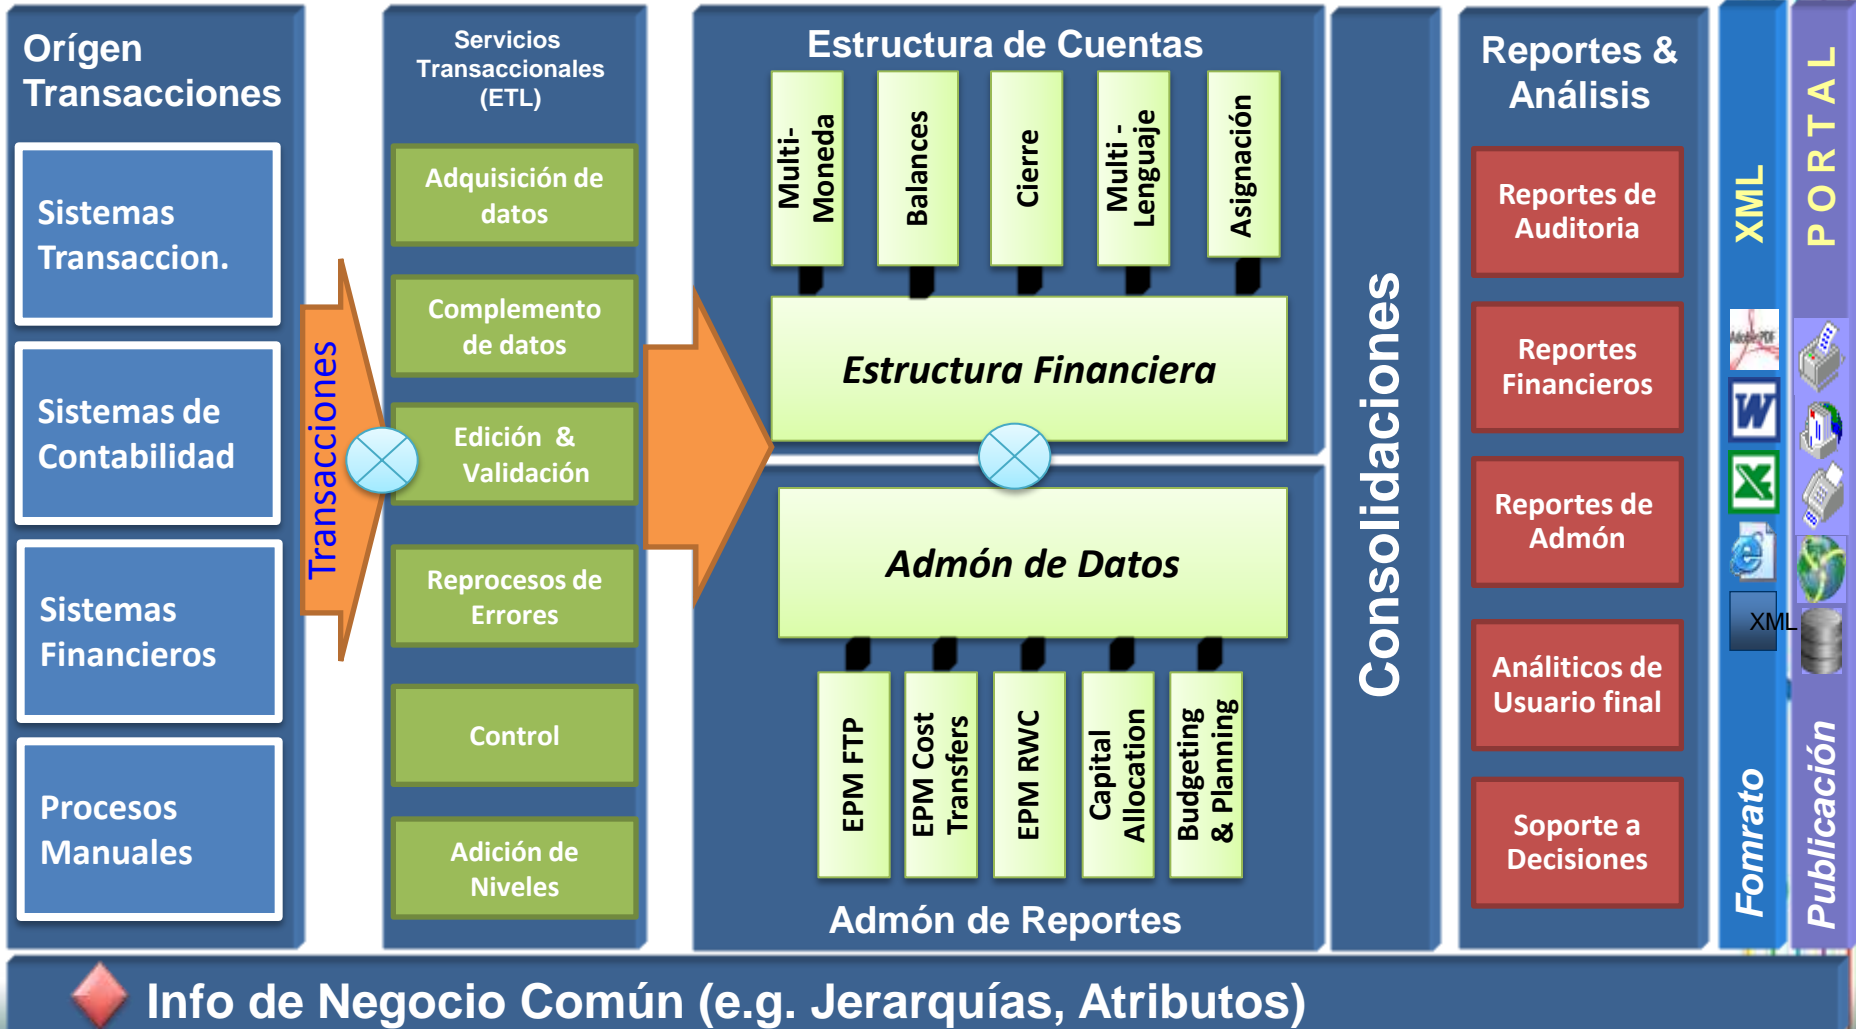 Orígen
Transacciones
Sistemas
Transaccion.
Sistemas de
Contabilidad
Sistemas
Financieros
Procesos
Manuales
Transacciones
Servicios
Transaccionales
(ETL)
Adquisición de
datos
Complemento
de datos
Edición &
Validación
Reprocesos de
Errores
Control
Adición de
Niveles
Estructura de Cuentas
Multi-
Moneda
Balances
Cierre
Multi -
Lenguaje
Asignación
Estructura Financiera
Admón de Datos
EPM FTP
EPM Cost
Transfers
EPM RWC
Capital
Allocation
Budgeting
& Planning
Admón de Reportes
Consolidaciones
Reportes &
Análisis
Reportes de
Auditoria
Reportes
Financieros
Reportes de
Admón
Análiticos de
Usuario final
Soporte a
Decisiones
XML
Adobe PDF
W
X
e
XML
Fomrato
PORTAL
Publicación
Info de Negocio Común (e.g. Jerarquías, Atributos)